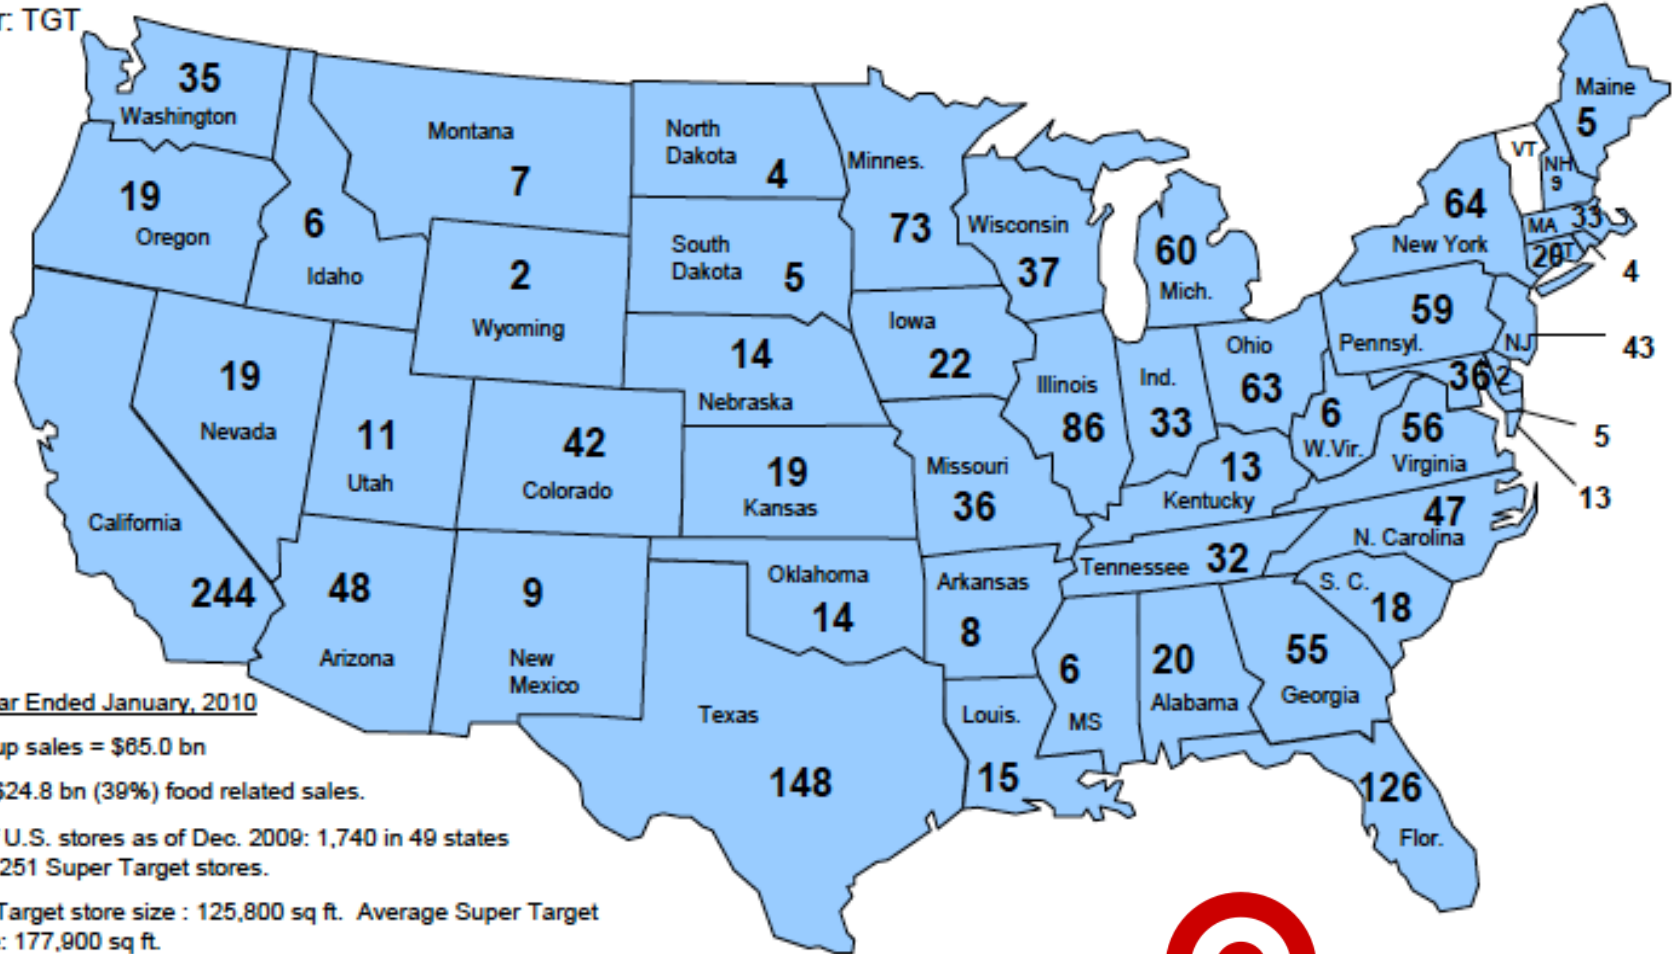 r: TGT
35
Washington
Montana
7
North
Dakota
4
Minnes.
73
Maine
5
VT
NH
9
19
Oregon
6
Idaho
2
Wyoming
South
Dakota
5
Wisconsin
37
60
Mich.
64
New York
MA 33
20 CT
4
59
Pennsyl.
NJ
43
Iowa
22
14
Nebraska
19
Nevada
11
Utah
42
Colorado
19
Kansas
Missouri
36
Illinois
86
Ind.
33
Ohio
63
6
W.Vir.
36
2
5
13
56
Virginia
13
Kentucky
47
N. Carolina
Tennessee 32
S. C.
18
California
244
48
Arizona
9
New
Mexico
Oklahoma
14
Arkansas
8
6
MS
20
Alabama
55
Georgia
Texas
148
Louis.
15
126
Flor.
ar Ended January, 2010
up sales = $65.0 bn
$24.8 bn (39%) food related sales.
U.S. stores as of Dec. 2009: 1,740 in 49 states
251 Super Target stores.
Target store size : 125,800 sq ft. Average Super Target
: 177,900 sq ft.